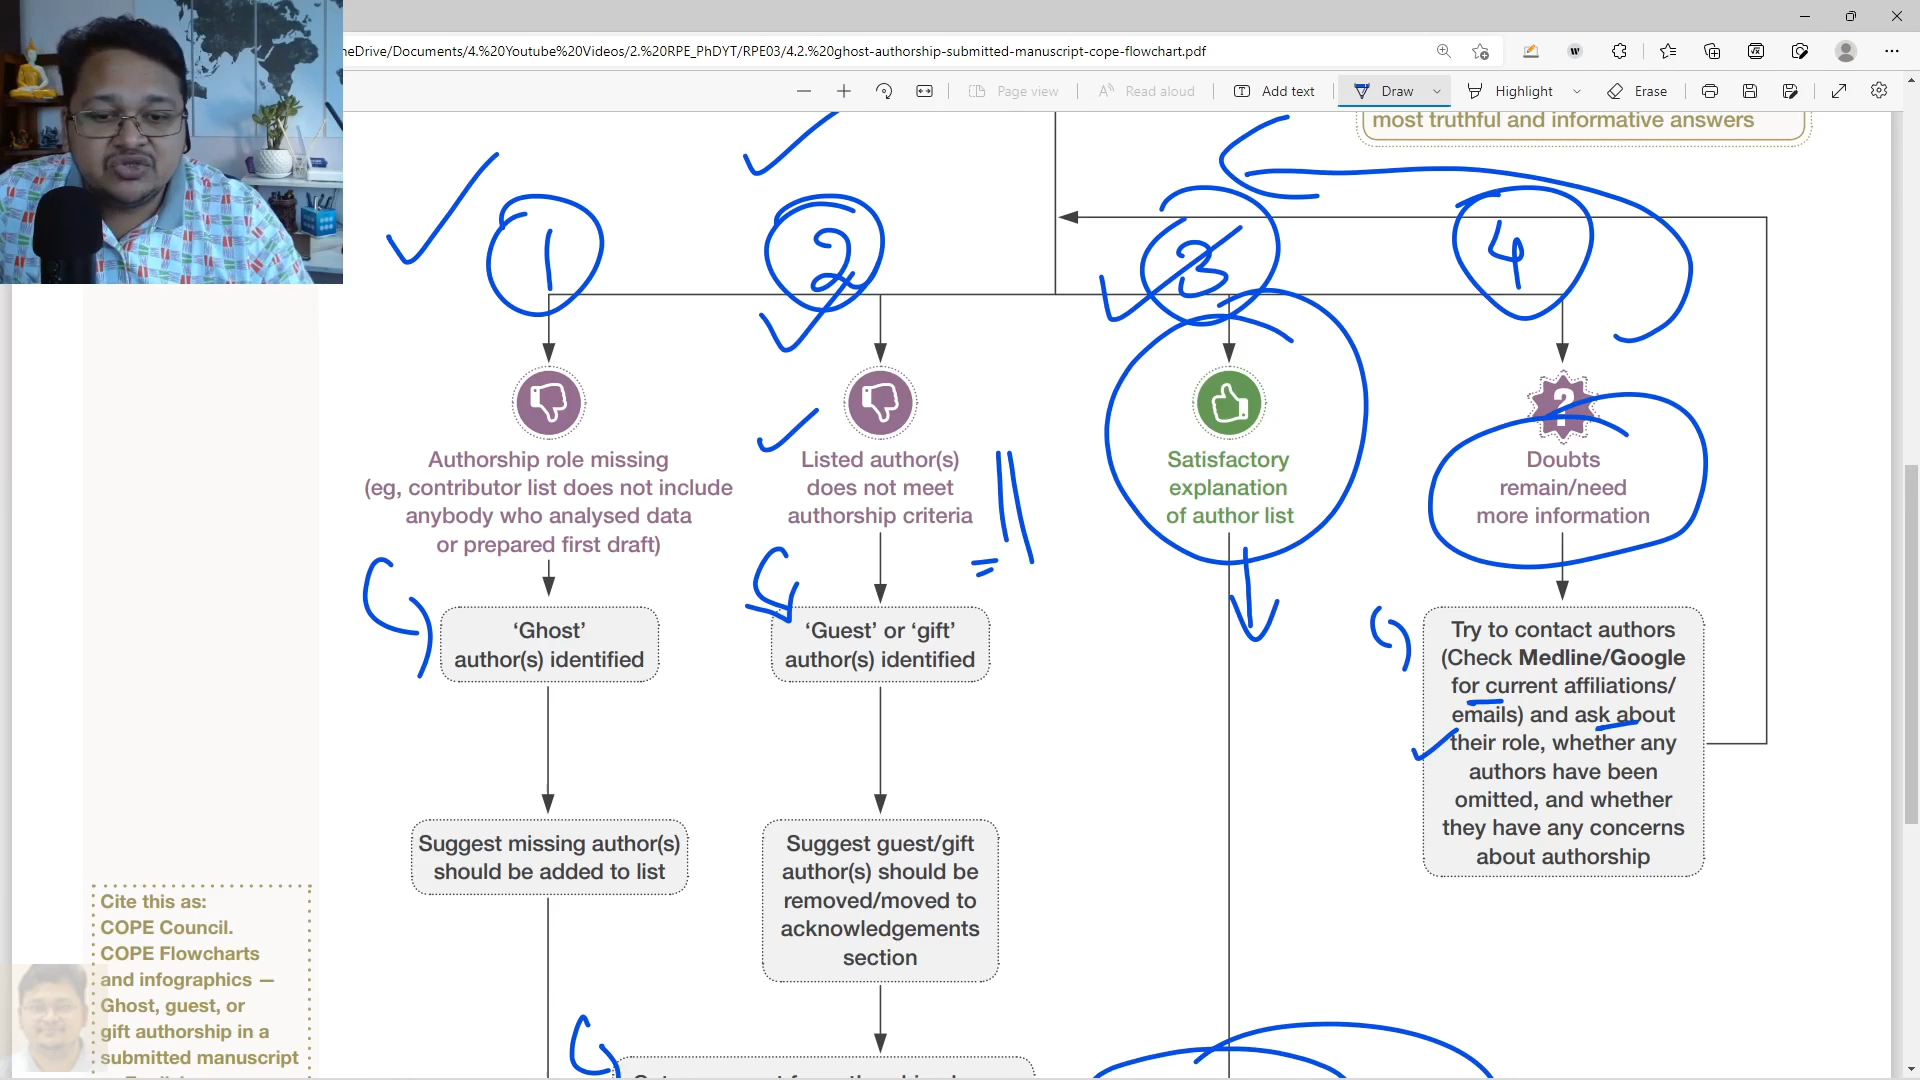 neDrive/Documents/4.%20Youtube%20Videos/2.%20RPE_PhDYT/RPE03/4.2.%20ghost-authorship-submitted-manuscript-cope-flowchart.pdf
Page view
Read aloud
Add text
Draw
Highlight
Erase
most truthful and informative answers
1
2
3
4
Authorship role missing
(eg, contributor list does not include
anybody who analysed data
or prepared first draft)
Listed author(s)
does not meet
authorship criteria
Satisfactory
explanation
of author list
?
Doubts
remain/need
more information
‘Ghost’
author(s) identified
‘Guest’ or ‘gift’
author(s) identified
Try to contact authors
(Check Medline/Google
for current affiliations/
emails) and ask about
their role, whether any
authors have been
omitted, and whether
they have any concerns
about authorship
Suggest missing author(s)
should be added to list
Suggest guest/gift
author(s) should be
removed/moved to
acknowledgements
section
Cite this as:
COPE Council.
COPE Flowcharts
and infographics —
Ghost, guest, or
gift authorship in a
submitted manuscript